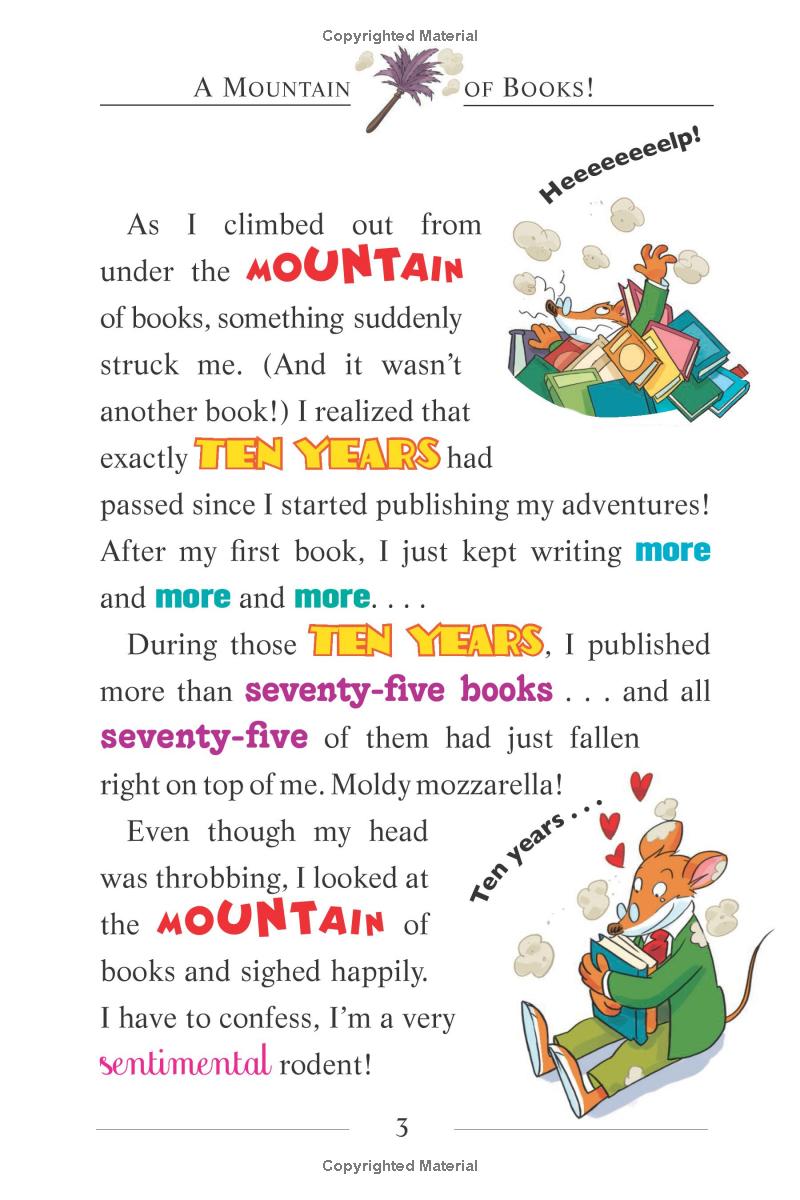 Copyrighted Material
A MOUNTAIN OF BOOKS!
Heeeeeeeelp!
As I climbed out from
under the MOUNTAIN
of books, something suddenly
struck me. (And it wasn't
another book!) I realized that
exactly TEN YEARS had
passed since I started publishing my adventures!
After my first book, I just kept writing more
and more and more. . . .
During those TEN YEARS, I published
more than seventy-five books . . . and all
seventy-five of them had just fallen
right on top of me. Moldy mozzarella!
Even though my head
was throbbing, I looked at
the MOUNTAIN of
books and sighed happily.
I have to confess, I'm a very
sentimental rodent!
Ten years . . .
3
Copyrighted Material